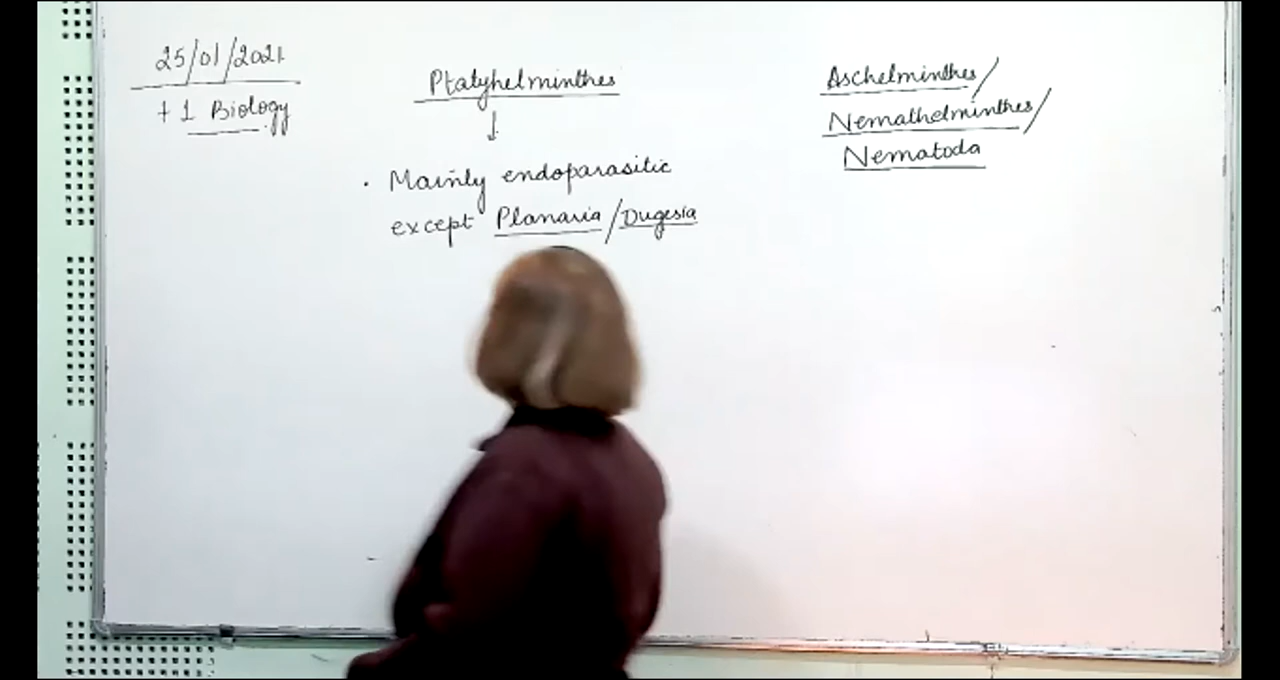 25/01/2021
+1 Biology
Platyhelminthes
• Mainly endoparasitic
except Planaria/Dugesia
Aschelminthes/
Nemathelminthes/
Nematoda